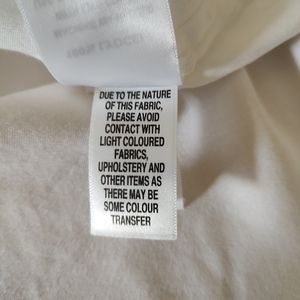 DUE TO THE NATURE
OF THIS FABRIC,
PLEASE AVOID
CONTACT WITH
LIGHT COLOURED
FABRICS,
UPHOLSTERY AND
OTHER ITEMS AS
THERE MAY BE
SOME COLOUR
TRANSFER